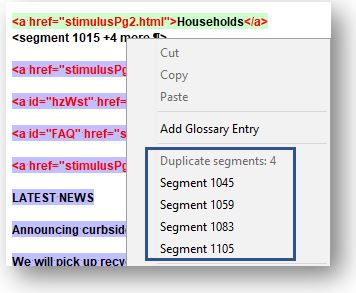 <a·href="stimulusPg2.html">Households</a>
<segment 1015 +4 more ¶>
<a·href="stimulusPg
<a·id="hzWst"·href="s
<a·id="FAQ"·href="s
<a·href="stimulusPg
LATEST NEWS
Announcing curbside
We will pick up recy
Cut
Copy
Paste
Add Glossary Entry
Duplicate segments: 4
Segment 1045
Segment 1059
Segment 1083
Segment 1105